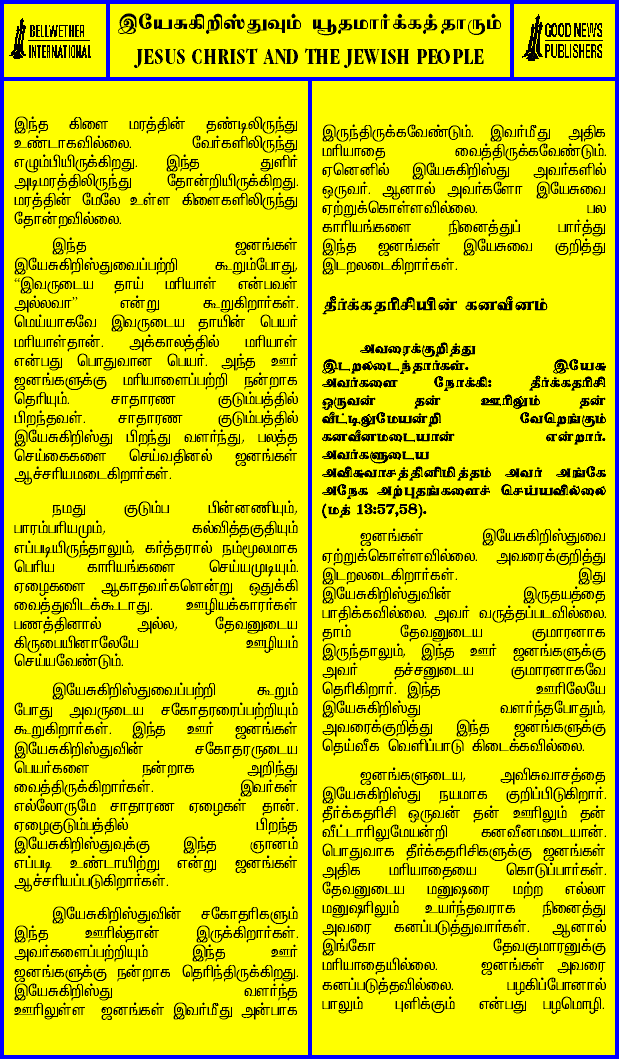 BELLWETHER
INTERNATIONAL
இயேசுகிறிஸ்துவும் யூதமார்க்கத்தாரும்
JESUS CHRIST AND THE JEWISH PEOPLE
GOOD NEWS
PUBLISHERS
இந்த கிளை மரத்தின் தண்டிலிருந்து
உண்டாகவில்லை. வேர்களிலிருந்து
எழும்பியிருக்கிறது. இந்த துளிர்
அடிமரத்திலிருந்து தோன்றியிருக்கிறது.
மரத்தின் மேலே உள்ள கிளைகளிலிருந்து
தோன்றவில்லை.
இந்த ஜனங்கள்
இயேசுகிறிஸ்துவைப்பற்றி கூறும்போது,
“இவருடைய தாய் மரியாள் என்பவள்
அல்லவா” என்று கூறுகிறார்கள்.
மெய்யாகவே இவருடைய தாயின் பெயர்
மரியாள்தான். அக்காலத்தில் மரியாள்
என்பது பொதுவான பெயர். அந்த ஊர்
ஜனங்களுக்கு மரியாளைப்பற்றி நன்றாக
தெரியும். சாதாரண குடும்பத்தில்
பிறந்தவள். சாதாரண குடும்பத்தில்
இயேசுகிறிஸ்து பிறந்து வளர்ந்து, பலத்த
செய்கைகளை செய்வதினல் ஜனங்கள்
ஆச்சரியமடைகிறார்கள்.
நமது குடும்ப பின்னணியும்,
பாரம்பரியமும், கல்வித்தகுதியும்
எப்படியிருந்தாலும், கர்த்தரால் நம்மூலமாக
பெரிய காரியங்களை செய்யமுடியும்.
ஏழைகளை ஆகாதவர்களென்று ஒதுக்கி
வைத்துவிடக்கூடாது. ஊழியக்காரர்கள்
பணத்தினால் அல்ல, தேவனுடைய
கிருபையினாலேயே ஊழியம்
செய்யவேண்டும்.
இயேசுகிறிஸ்துவைப்பற்றி கூறும்
போது அவருடைய சகோதரரைப்பற்றியும்
கூறுகிறார்கள். இந்த ஊர் ஜனங்கள்
இயேசுகிறிஸ்துவின் சகோதரருடைய
பெயர்களை நன்றாக அறிந்து
வைத்திருக்கிறார்கள். இவர்கள்
எல்லோருமே சாதாரண ஏழைகள் தான்.
ஏழைகுடும்பத்தில் பிறந்த
இயேசுகிறிஸ்துவுக்கு இந்த ஞானம்
எப்படி உண்டாயிற்று என்று ஜனங்கள்
ஆச்சரியப்படுகிறார்கள்.
இயேசுகிறிஸ்துவின் சகோதரிகளும்
இந்த ஊரில்தான் இருக்கிறார்கள்.
அவர்களைப்பற்றியும் இந்த ஊர்
ஜனங்களுக்கு நன்றாக தெரிந்திருக்கிறது.
இயேசுகிறிஸ்து வளர்ந்த
ஊரிலுள்ள ஜனங்கள் இவர்மீது அன்பாக
இருந்திருக்கவேண்டும். இவர்மீது அதிக
மரியாதை வைத்திருக்கவேண்டும்.
ஏனெனில் இயேசுகிறிஸ்து அவர்களில்
ஒருவர். ஆனால் அவர்களோ இயேசுவை
ஏற்றுக்கொள்ளவில்லை. பல
காரியங்களை நினைத்துப் பார்த்து
இந்த ஜனங்கள் இயேசுவை குறித்து
இடறலடைகிறார்கள்.
தீர்க்கதரிசியின் கனவீனம்
அவரைக்குறித்து
இடறலடைந்தார்கள். இயேசு
அவர்களை நோக்கி: தீர்க்கதரிசி
ஒருவன் தன் ஊரிலும் தன்
வீட்டிலுமேயன்றி வேறெங்கும்
கனவீனமடையான் என்றார்.
அவர்களுடைய
அவிசுவாசத்தினிமித்தம் அவர் அங்கே
அநேக அற்புதங்களைச் செய்யவில்லை
(மத் 13:57,58).
ஜனங்கள் இயேசுகிறிஸ்துவை
ஏற்றுக்கொள்ளவில்லை. அவரைக்குறித்து
இடறலடைகிறார்கள். இது
இயேசுகிறிஸ்துவின் இருதயத்தை
பாதிக்கவில்லை. அவர் வருத்தப்படவில்லை.
தாம் தேவனுடைய குமாரனாக
இருந்தாலும், இந்த ஊர் ஜனங்களுக்கு
அவர் தச்சனுடைய குமாரனாகவே
தெரிகிறார். இந்த ஊரிலேயே
இயேசுகிறிஸ்து வளர்ந்தபோதும்,
அவரைக்குறித்து இந்த ஜனங்களுக்கு
தெய்வீக வெளிப்பாடு கிடைக்கவில்லை.
ஜனங்களுடைய, அவிசுவாசத்தை
இயேசுகிறிஸ்து நயமாக குறிப்பிடுகிறார்.
தீர்க்கதரிசி ஒருவன் தன் ஊரிலும் தன்
வீட்டாரிலுமேயன்றி கனவீனமடையான்.
பொதுவாக தீர்க்கதரிசிகளுக்கு ஜனங்கள்
அதிக மரியாதையை கொடுப்பார்கள்.
தேவனுடைய மனுஷரை மற்ற எல்லா
மனுஷரிலும் உயர்ந்தவராக நினைத்து
அவரை கனப்படுத்துவார்கள். ஆனால்
இங்கோ தேவகுமாரனுக்கு
மரியாதையில்லை. ஜனங்கள் அவரை
கனப்படுத்தவில்லை. பழகிப்போனால்
பாலும் புளிக்கும் என்பது பழமொழி.